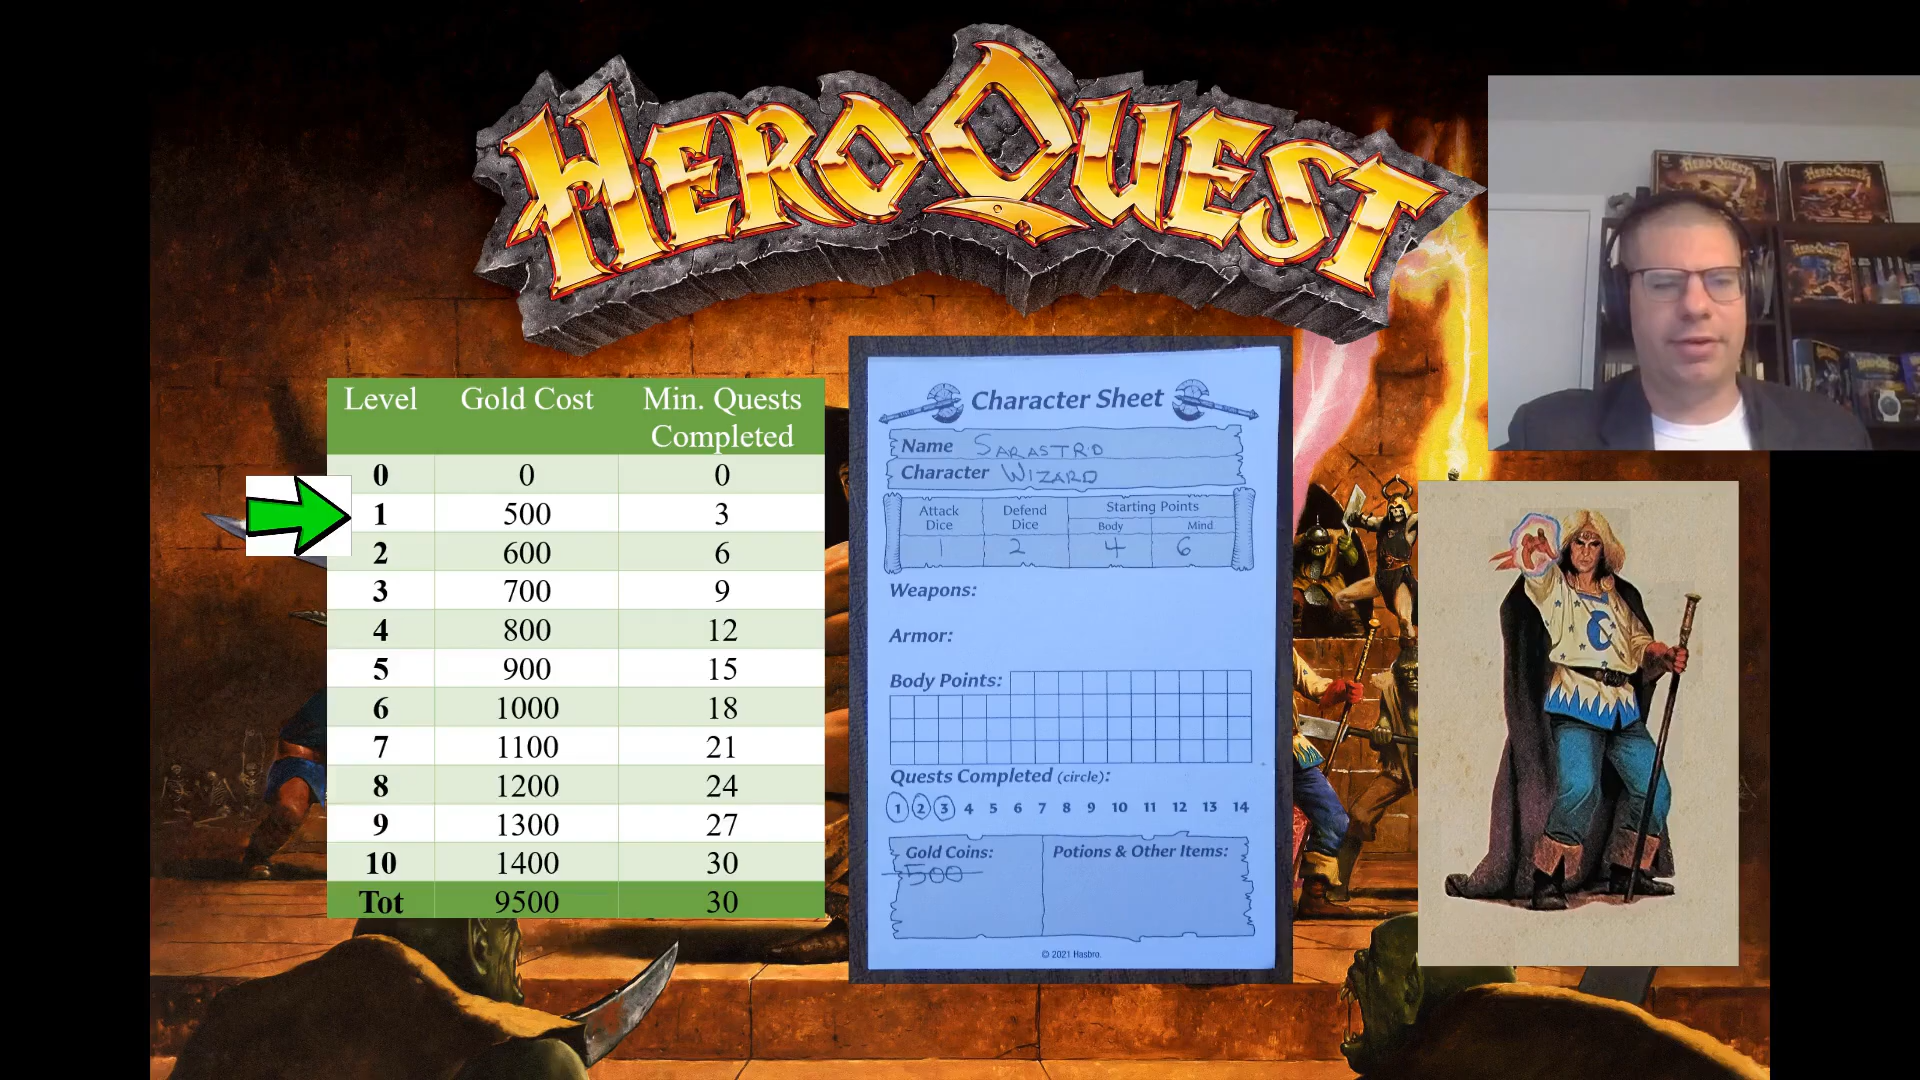 HEROQUEST
HEROQUEST
HEROQUEST
HEROQUEST
Level Gold Cost Min. Quests Completed
0 0 0
1 500 3
2 600 6
3 700 9
4 800 12
5 900 15
6 1000 18
7 1100 21
8 1200 24
9 1300 27
10 1400 30
Tot 9500 30
Character Sheet
Name SARASTRO
Character WIZARD
Attack Dice Defend Dice Starting Points
Body Mind
1 2 4 6
Weapons:
Armor:
Body Points:
Quests Completed (circle):
1 2 3 4 5 6 7 8 9 10 11 12 13 14
Gold Coins: Potions & Other Items:
500
© 2021 Hasbro.